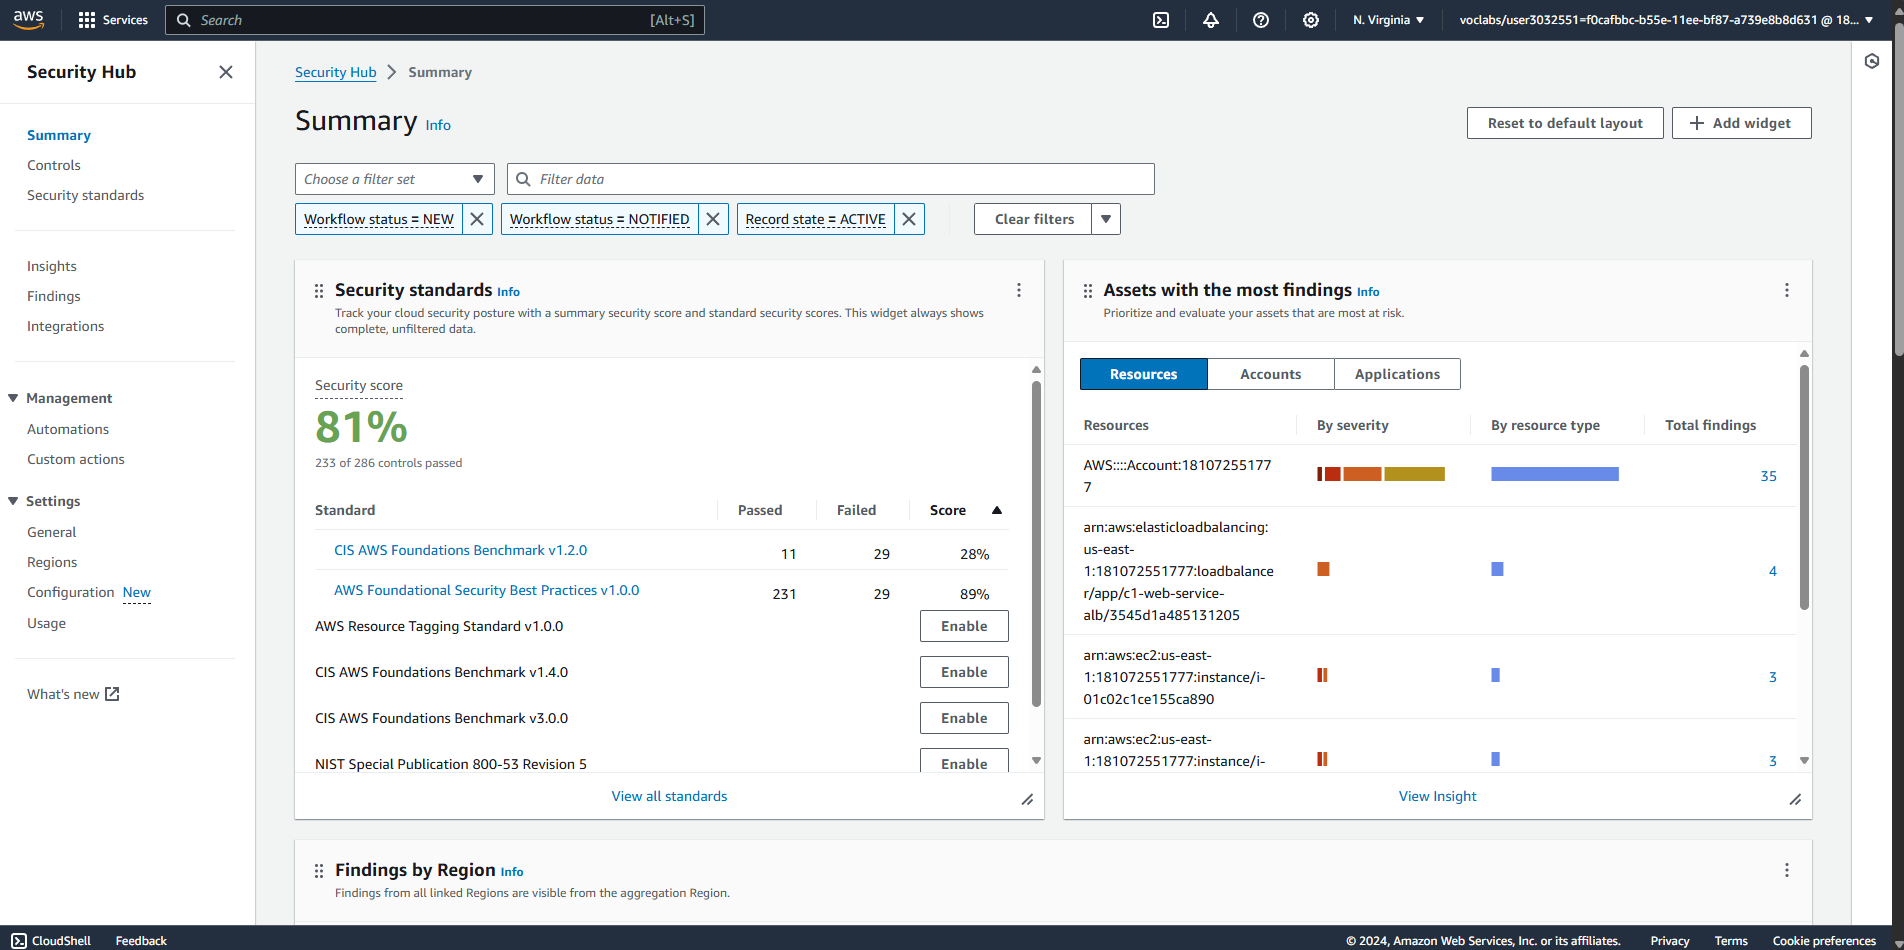 aws
Services
Search
[Alt+S]
N. Virginia
voclabs/user3032551=f0cafbbc-b55e-11ee-bf87-a739e8b8d631 @ 18...
Security Hub
Summary
Controls
Security standards
Insights
Findings
Integrations
Management
Automations
Custom actions
Settings
General
Regions
Configuration New
Usage
What's new
Security Hub > Summary
Summary Info
Reset to default layout
Add widget
Choose a filter set
Filter data
Workflow status = NEW
Workflow status = NOTIFIED
Record state = ACTIVE
Clear filters
Security standards Info
Track your cloud security posture with a summary security score and standard security scores. This widget always shows
complete, unfiltered data.
Security score
81%
233 of 286 controls passed
Standard Passed Failed Score
CIS AWS Foundations Benchmark v1.2.0 11 29 28%
AWS Foundational Security Best Practices v1.0.0 231 29 89%
AWS Resource Tagging Standard v1.0.0 Enable
CIS AWS Foundations Benchmark v1.4.0 Enable
CIS AWS Foundations Benchmark v3.0.0 Enable
NIST Special Publication 800-53 Revision 5 Enable
View all standards
Assets with the most findings Info
Prioritize and evaluate your assets that are most at risk.
Resources Accounts Applications
Resources By severity By resource type Total findings
AWS::::Account:18107255177
7
35
arn:aws:elasticloadbalancing:
us-east-
1:181072551777:loadbalance
r/app/c1-web-service-
alb/3545d1a485131205
4
arn:aws:ec2:us-east-
1:181072551777:instance/i-
01c02c1ce155ca890
3
arn:aws:ec2:us-east-
1:181072551777:instance/i-
3
View Insight
Findings by Region Info
Findings from all linked Regions are visible from the aggregation Region.
CloudShell
Feedback
© 2024, Amazon Web Services, Inc. or its affiliates.
Privacy
Terms
Cookie preferences